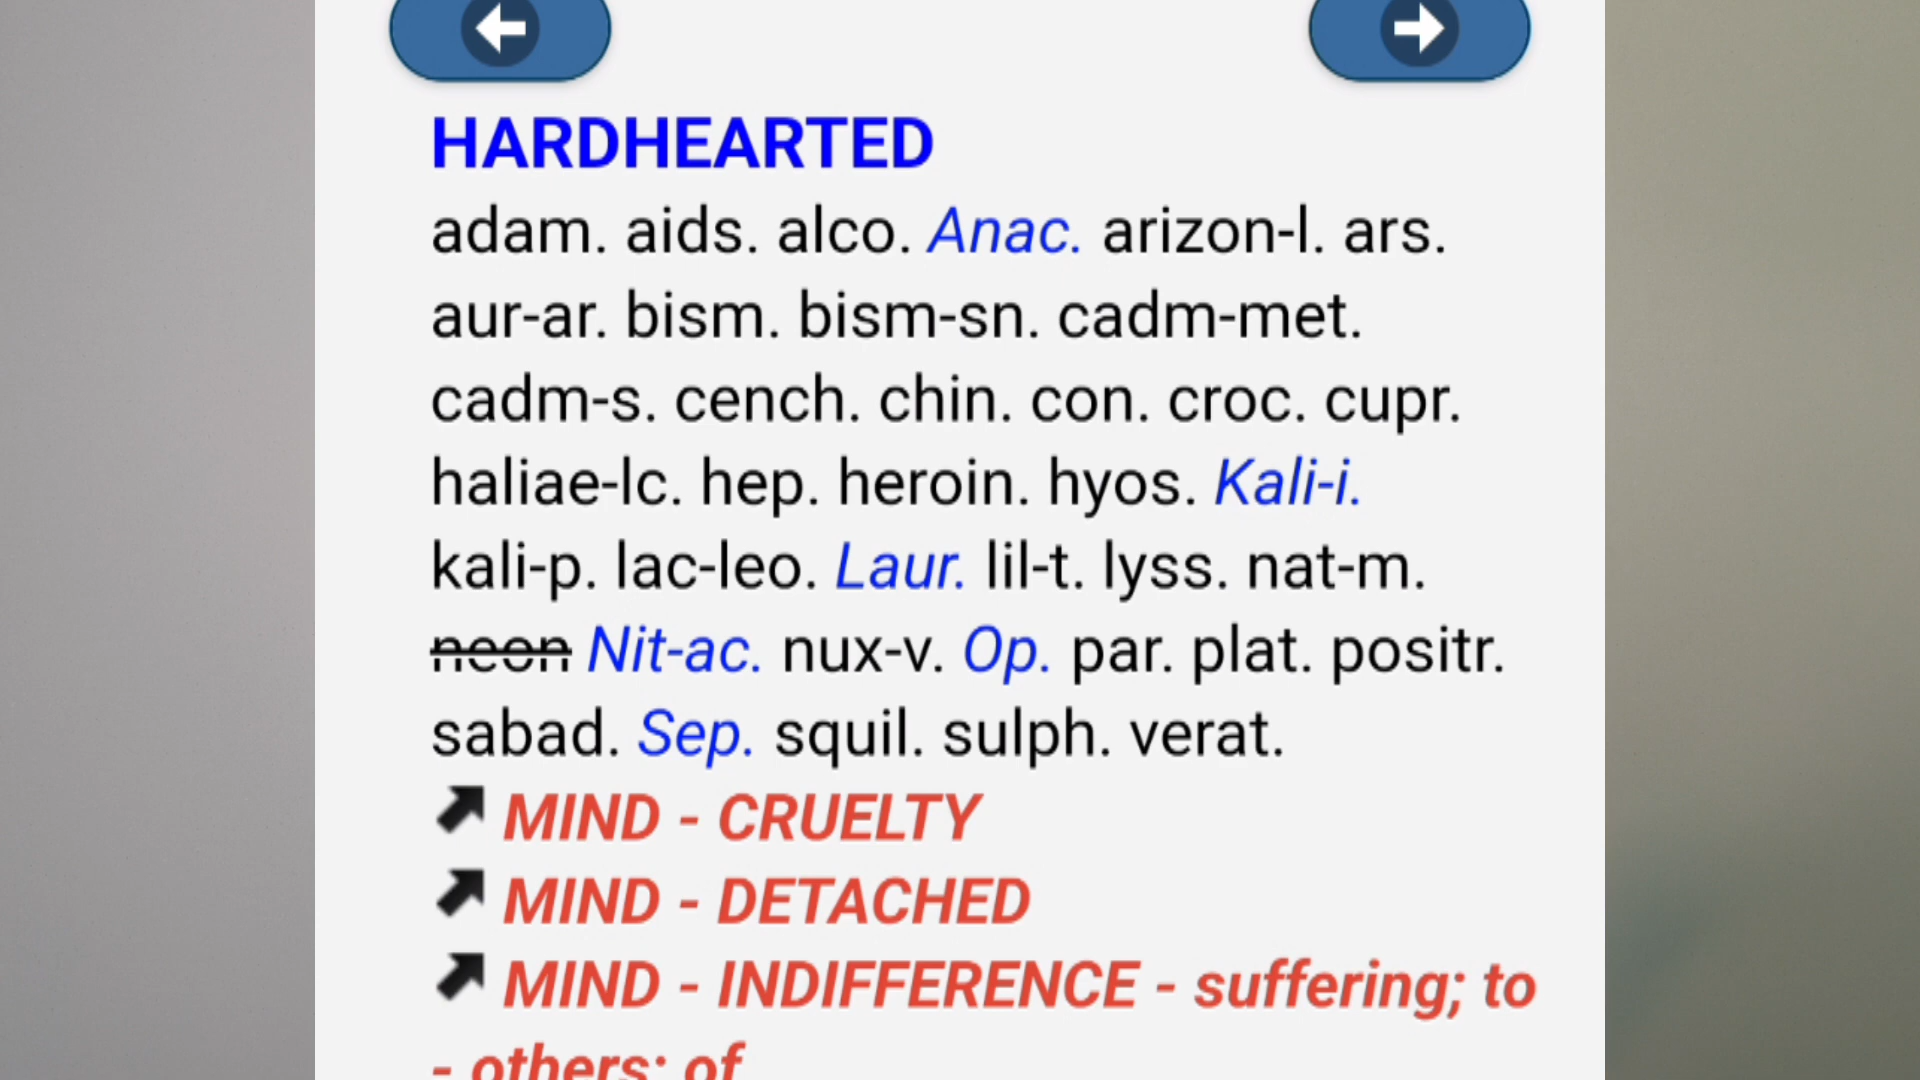 HARDHEARTED
adam. aids. alco. Anac. arizon-l. ars.
aur-ar. bism. bism-sn. cadm-met.
cadm-s. cench. chin. con. croc. cupr.
haliae-lc. hep. heroin. hyos. Kali-i.
kali-p. lac-leo. Laur. lil-t. lyss. nat-m.
neon Nit-ac. nux-v. Op. par. plat. positr.
sabad. Sep. squil. sulph. verat.
MIND - CRUELTY
MIND - DETACHED
MIND - INDIFFERENCE - suffering; to
- others; of